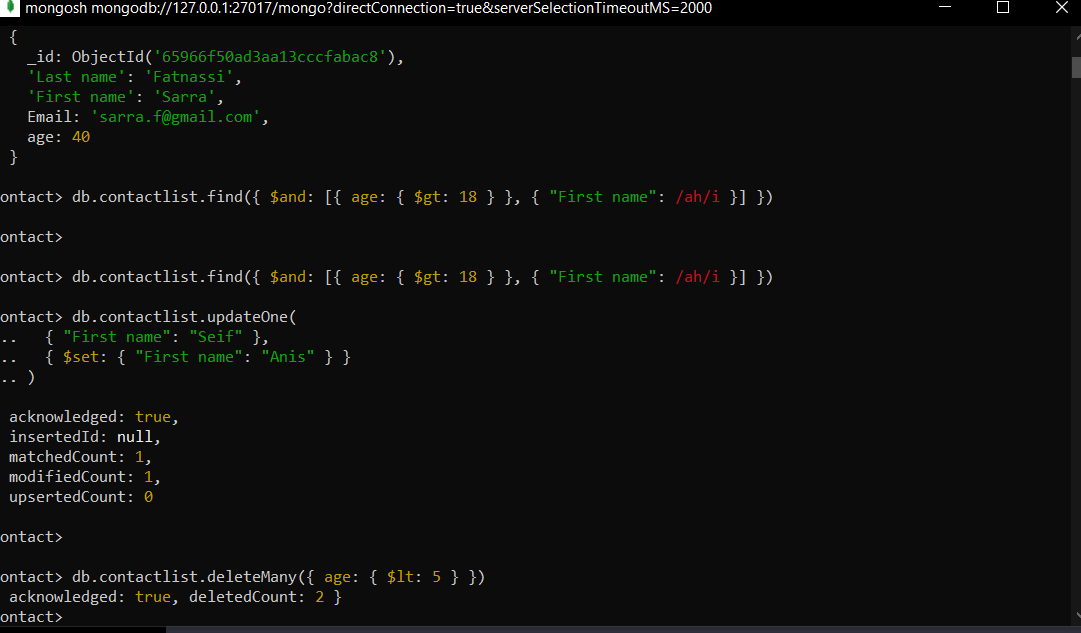 mongosh mongodb://127.0.0.1:27017/mongo?directConnection=true&serverSelectionTimeoutMS=2000
{
_id: ObjectId('65966f50ad3aa13cccfabac8'),
'Last name': 'Fatnassi',
'First name': 'Sarra',
Email: 'sarra.f@gmail.com',
age: 40
}
ontact> db.contactlist.find({ $and: [{ age: { $gt: 18 } }, { "First name": /ah/i }] })
ontact>
ontact> db.contactlist.find({ $and: [{ age: { $gt: 18 } }, { "First name": /ah/i }] })
ontact> db.contactlist.updateOne(
..   { "First name": "Seif" },
..   { $set: { "First name": "Anis" } }
.. )
acknowledged: true,
insertedId: null,
matchedCount: 1,
modifiedCount: 1,
upsertedCount: 0
ontact>
ontact> db.contactlist.deleteMany({ age: { $lt: 5 } })
acknowledged: true, deletedCount: 2 }
ontact>